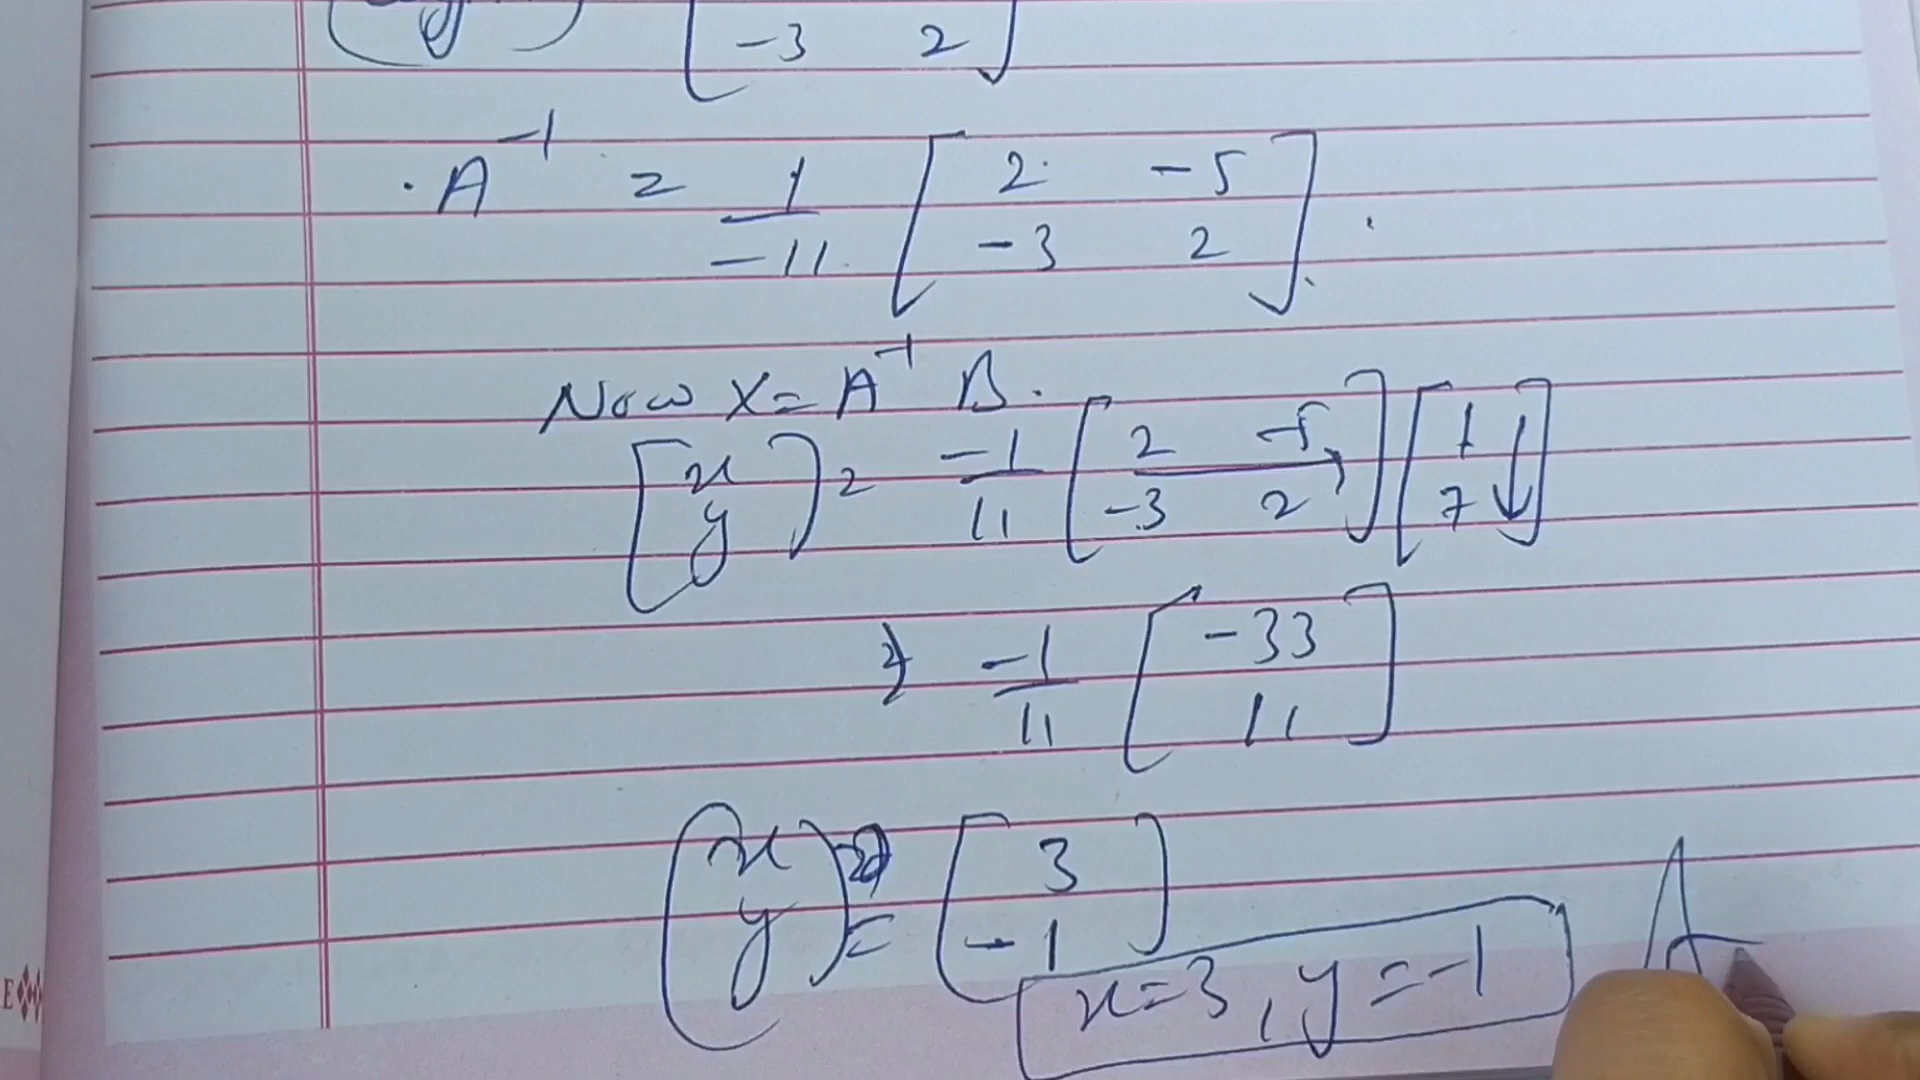 y
-3 2
A⁻¹ = 1/-11 [2 -5
-3 2]
Now X = A⁻¹ B.
[x
y] = -1/11 [2 -5
-3 2] [1
7]
⇒ -1/11 [-33
11]
(x
y) = [3
-1]
x=3, y=-1 A
E